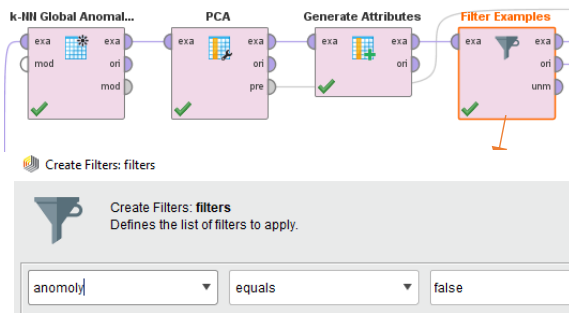 k-NN Global Anomal... PCA Generate Attributes Filter Examples
exa exa exa exa exa exa exa exa
mod ori ori ori ori
mod pre unm
Create Filters: filters
Create Filters: filters
Defines the list of filters to apply.
anomoly equals false